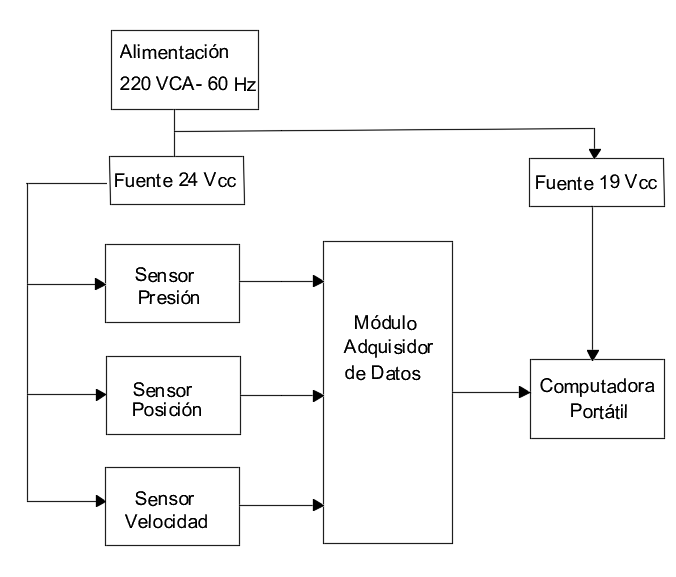 Alimentación
220 VCA- 60 Hz
Fuente 24 Vcc
Fuente 19 Vcc
Sensor
Presión
Módulo
Adquisidor
de Datos
Sensor
Posición
Computadora
Portátil
Sensor
Velocidad